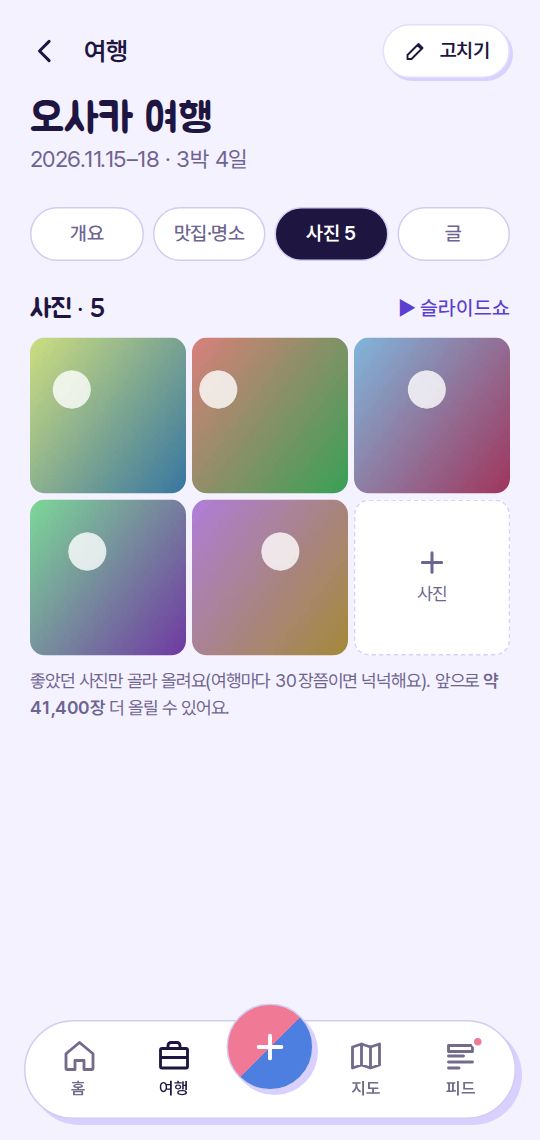 여행
고치기
오사카 여행
2026.11.15–18 · 3박 4일
개요
맛집·명소
사진 5
글
사진 · 5
▶ 슬라이드쇼
사진
좋았던 사진만 골라 올려요(여행마다 30장쯤이면 넉넉해요). 앞으로 약
41,400장 더 올릴 수 있어요.
홈
여행
지도
피드